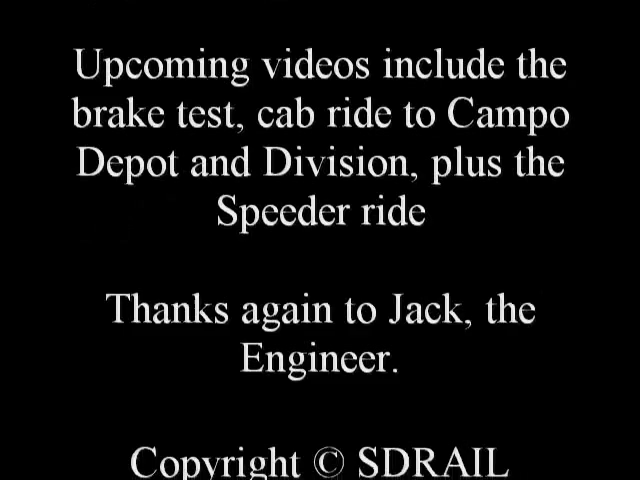 Upcoming videos include the
brake test, cab ride to Campo
Depot and Division, plus the
Speeder ride
Thanks again to Jack, the
Engineer.
Copyright © SDRAIL